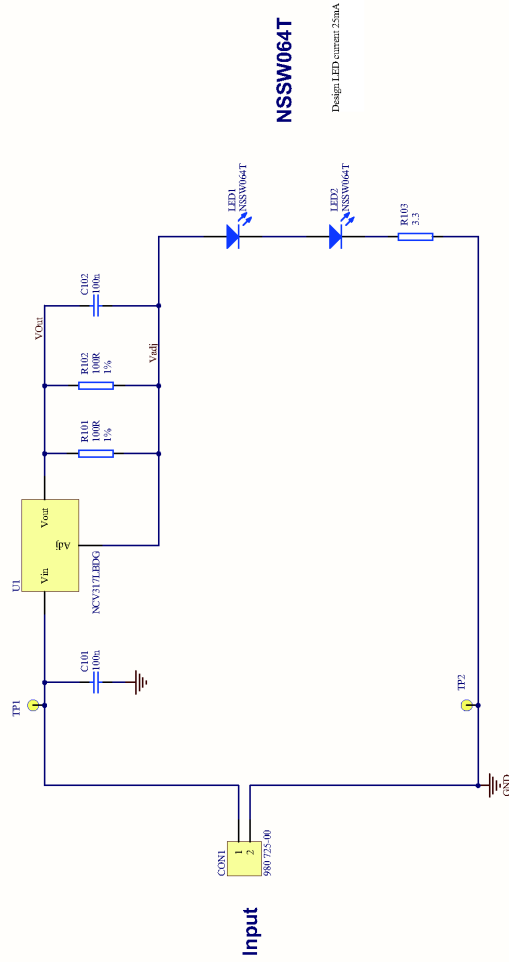 NSSW064T
Design LED current 25mA
LED1
NSSW064T
LED2
NSSW064T
R103
3.3
C102
100n
VOut
R102
100R
1%
Vadj
R101
100R
1%
U1
Vin
Vout
Adj
NCV317LBDG
C101
100n
TP1
TP2
GND
CON1
1
2
980 725-00
Input